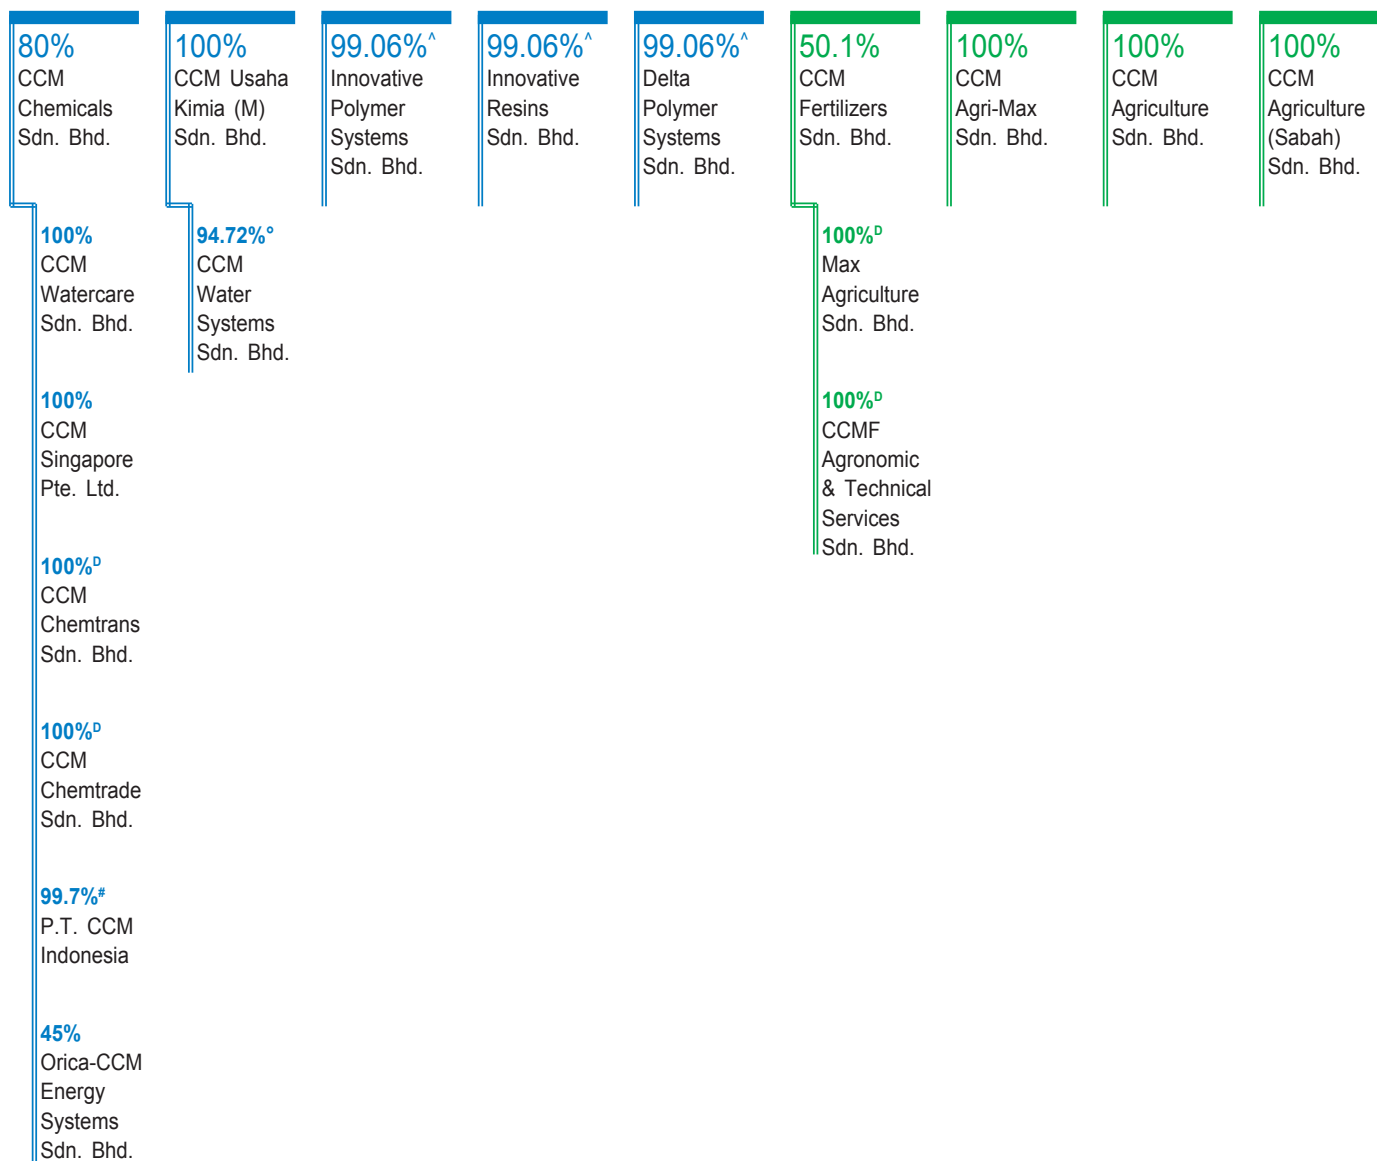 80%
CCM
Chemicals
Sdn. Bhd.
100%
CCM
Watercare
Sdn. Bhd.
100%
CCM
Singapore
Pte. Ltd.
100%ᴰ
CCM
Chemtrans
Sdn. Bhd.
100%ᴰ
CCM
Chemtrade
Sdn. Bhd.
99.7%#
P.T. CCM
Indonesia
45%
Orica-CCM
Energy
Systems
Sdn. Bhd.
100%
CCM Usaha
Kimia (M)
Sdn. Bhd.
94.72%°
CCM
Water
Systems
Sdn. Bhd.
99.06%^
Innovative
Polymer
Systems
Sdn. Bhd.
99.06%^
Innovative
Resins
Sdn. Bhd.
99.06%^
Delta
Polymer
Systems
Sdn. Bhd.
50.1%
CCM
Fertilizers
Sdn. Bhd.
100%ᴰ
Max
Agriculture
Sdn. Bhd.
100%ᴰ
CCMF
Agronomic
& Technical
Services
Sdn. Bhd.
100%
CCM
Agri-Max
Sdn. Bhd.
100%
CCM
Agriculture
Sdn. Bhd.
100%
CCM
Agriculture
(Sabah)
Sdn. Bhd.